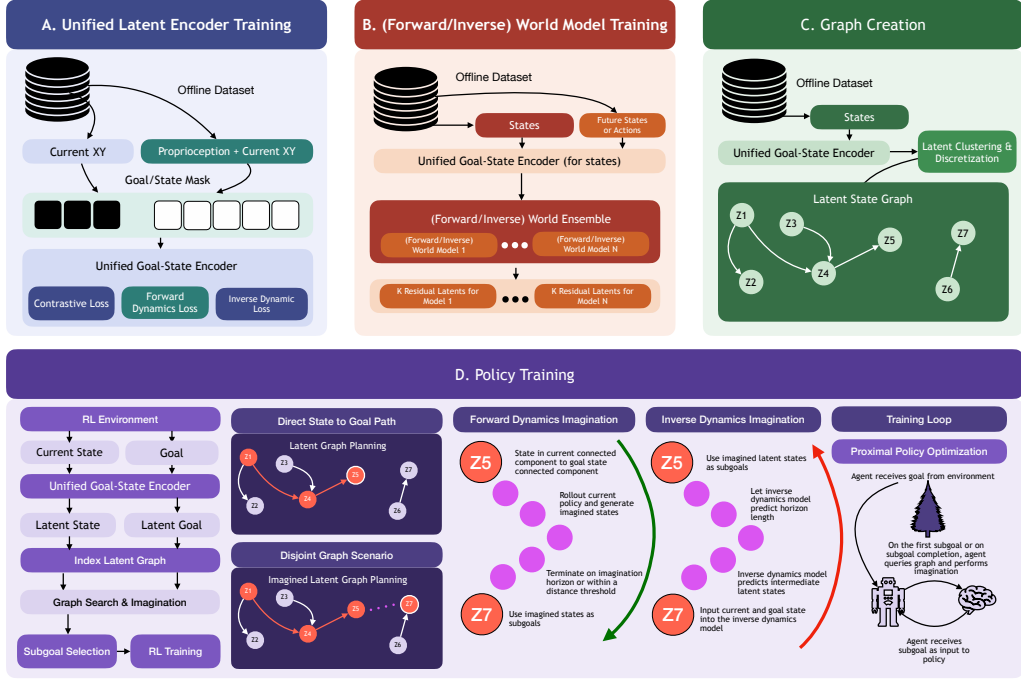 A. Unified Latent Encoder Training
Offline Dataset
Current XY
Proprioception + Current XY
Goal/State Mask
Unified Goal-State Encoder
Contrastive Loss
Forward
Dynamics Loss
Inverse Dynamic
Loss
B. (Forward/Inverse) World Model Training
Offline Dataset
States
Future States
or Actions
Unified Goal-State Encoder (for states)
(Forward/Inverse) World Ensemble
(Forward/Inverse)
World Model 1
(Forward/Inverse)
World Model N
K Residual Latents for
Model 1
K Residual Latents for
Model N
C. Graph Creation
Offline Dataset
States
Unified Goal-State Encoder
Latent Clustering &
Discretization
Latent State Graph
Z1
Z3
Z7
Z5
Z4
Z2
Z6
D. Policy Training
RL Environment
Current State
Goal
Unified Goal-State Encoder
Latent State
Latent Goal
Index Latent Graph
Graph Search & Imagination
Subgoal Selection
RL Training
Direct State to Goal Path
Latent Graph Planning
Z1
Z3
Z5
Z7
Z4
Z2
Z6
Disjoint Graph Scenario
Imagined Latent Graph Planning
Z1
Z3
Z5
Z7
Z4
Z2
Z6
Forward Dynamics Imagination
Z5
State in current connected
component to goal state
connected component
Rollout current
policy and generate
imagined states
Terminate on imagination
horizon or within a
distance threshold
Z7
Use imagined states as
subgoals
Inverse Dynamics Imagination
Z5
Use imagined latent states
as subgoals
Let inverse
dynamics model
predict horizon
length
Inverse dynamics model
predicts intermediate
latent states
Z7
Input current and goal state
into the inverse dynamics
model
Training Loop
Proximal Policy Optimization
Agent receives goal from environment
On the first subgoal or on
subgoal completion, agent
queries graph and performs
imagination
Agent receives
subgoal as input to
policy